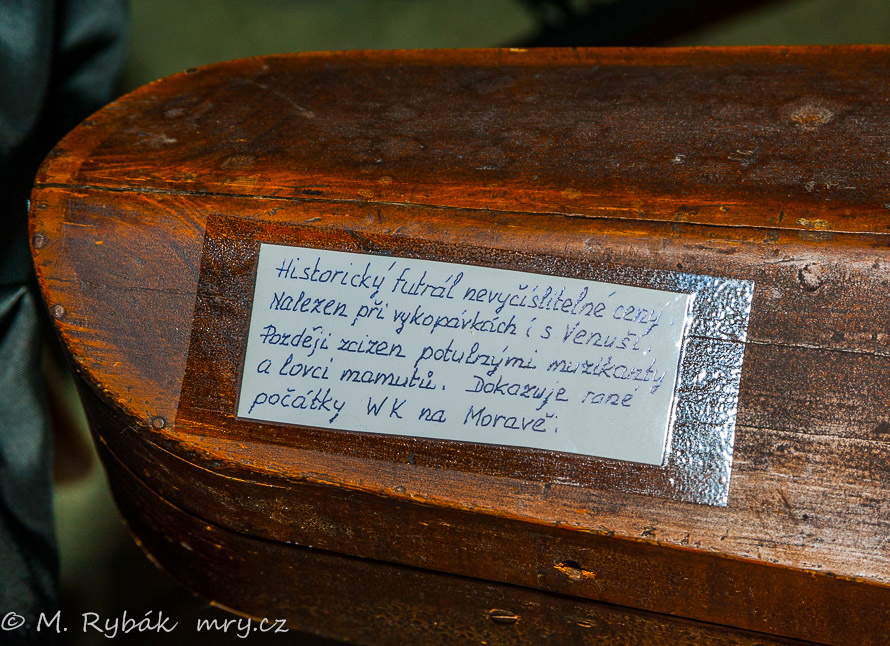 Historický futrál nevyčíslitelné ceny.
Nalezen při vykopávkách i s Venuší.
Později zcizen potulnými muzikanty
a lovci mamutů. Dokazuje rané
počátky WK na Moravě.
© M. Rybák mry.cz